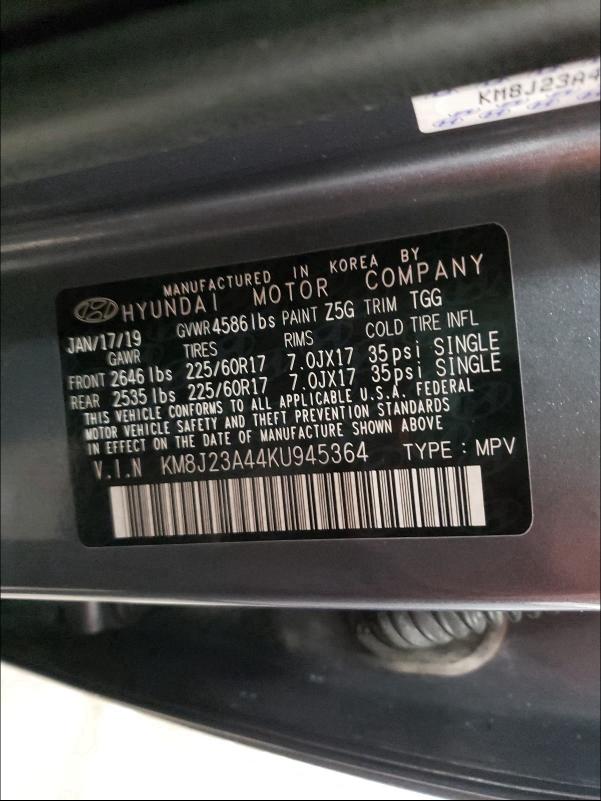 KM8J23A4
MANUFACTURED IN KOREA BY
HYUNDAI MOTOR COMPANY
JAN/17/19 GVWR 4586lbs PAINT Z5G TRIM TGG
GAWR TIRES RIMS COLD TIRE INFL
FRONT 2646 lbs 225/60R17 7.0JX17 35psi SINGLE
REAR 2535 lbs 225/60R17 7.0JX17 35psi SINGLE
THIS VEHICLE CONFORMS TO ALL APPLICABLE U.S.A. FEDERAL
MOTOR VEHICLE SAFETY AND THEFT PREVENTION STANDARDS
IN EFFECT ON THE DATE OF MANUFACTURE SHOWN ABOVE
V.I.N KM8J23A44KU945364 TYPE : MPV